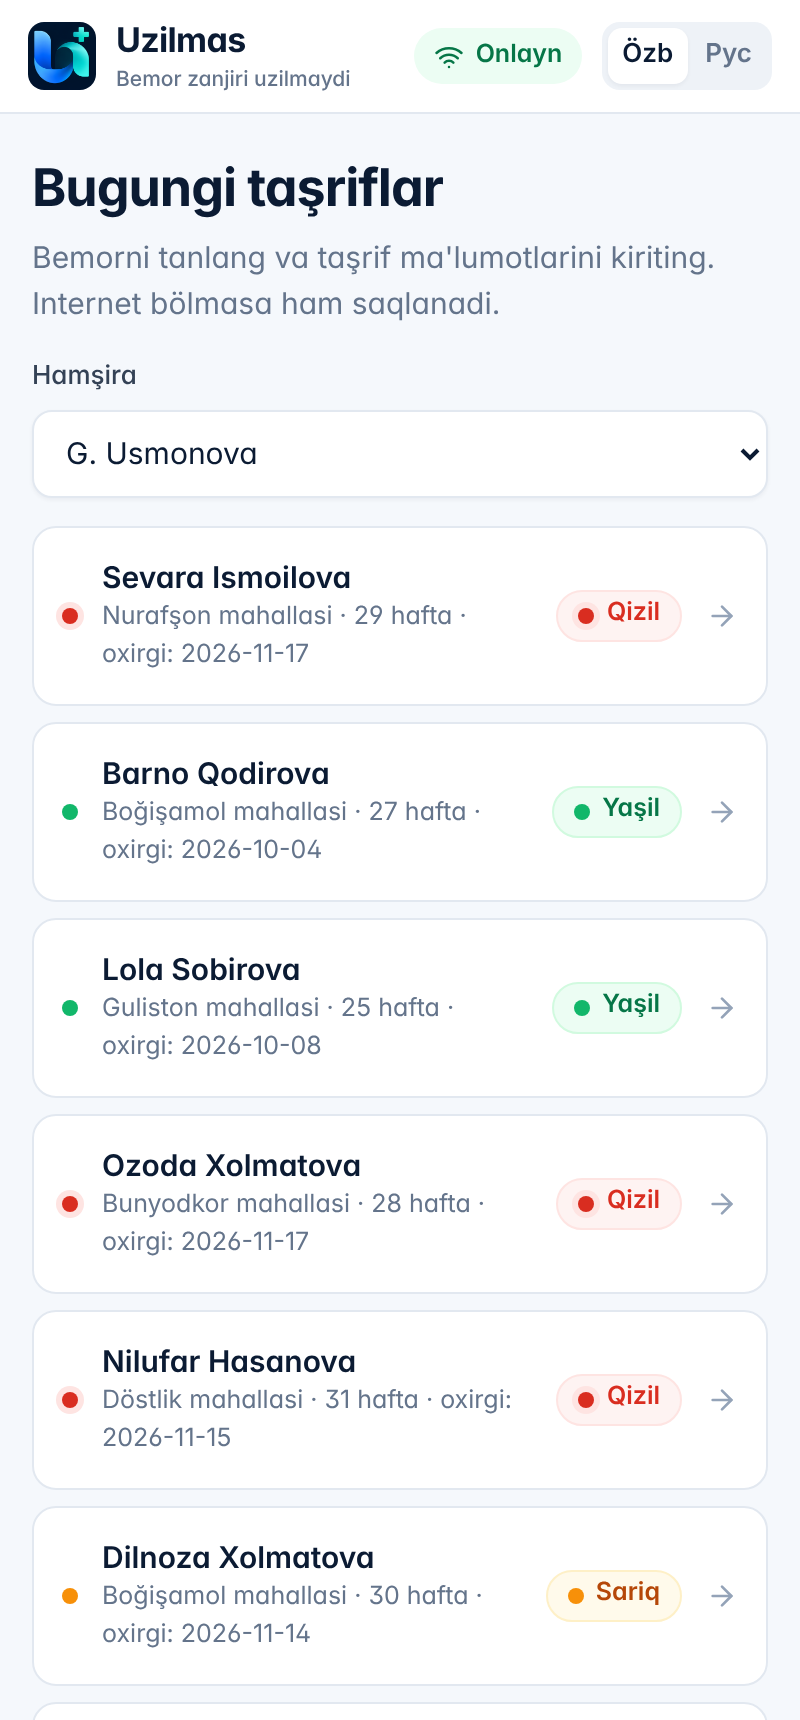 Uzilmas
Bemor zanjiri uzilmaydi
Onlayn
Özb
Рус
Bugungi taşriflar
Bemorni tanlang va taşrif ma'lumotlarini kiriting.
Internet bölmasa ham saqlanadi.
Hamşira
G. Usmonova
Sevara Ismoilova
Nurafşon mahallasi · 29 hafta ·
oxirgi: 2026-11-17
Qizil
Barno Qodirova
Boğişamol mahallasi · 27 hafta ·
oxirgi: 2026-10-04
Yaşil
Lola Sobirova
Guliston mahallasi · 25 hafta ·
oxirgi: 2026-10-08
Yaşil
Ozoda Xolmatova
Bunyodkor mahallasi · 28 hafta ·
oxirgi: 2026-11-17
Qizil
Nilufar Hasanova
Döstlik mahallasi · 31 hafta · oxirgi:
2026-11-15
Qizil
Dilnoza Xolmatova
Boğişamol mahallasi · 30 hafta ·
oxirgi: 2026-11-14
Sariq